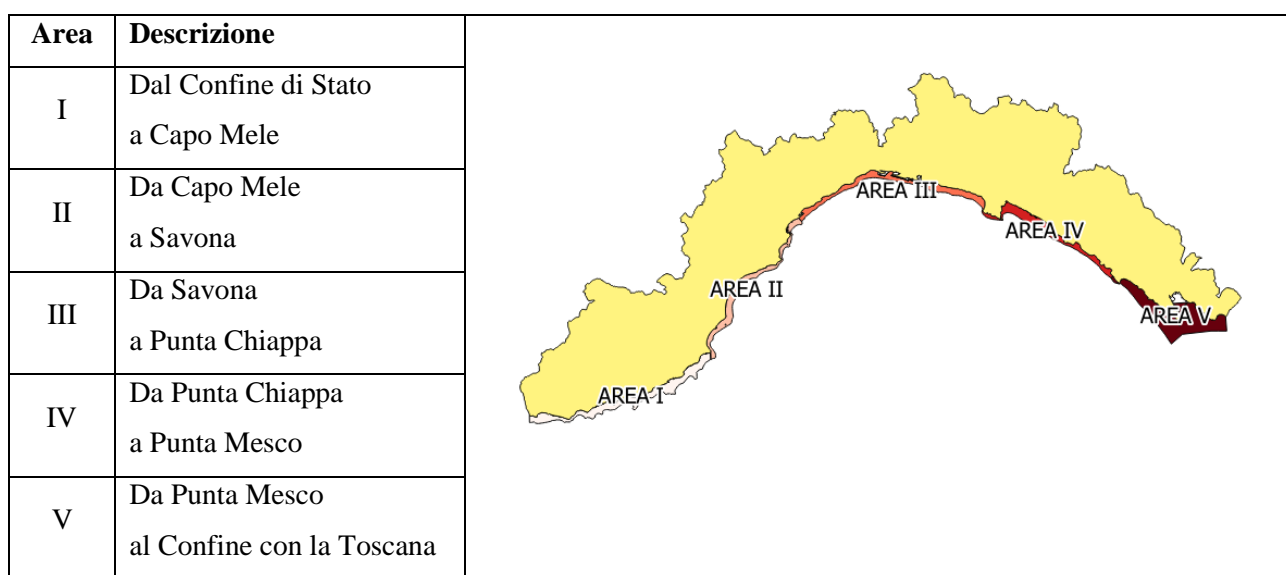 Area Descrizione
I
Dal Confine di Stato
a Capo Mele
II
Da Capo Mele
a Savona
III
Da Savona
a Punta Chiappa
IV
Da Punta Chiappa
a Punta Mesco
V
Da Punta Mesco
al Confine con la Toscana
AREA I
AREA II
AREA III
AREA IV
AREA V